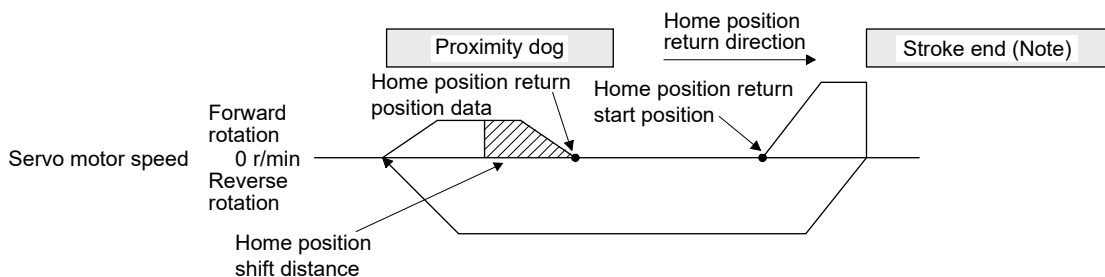 Proximity dog
Home position
return direction
Stroke end (Note)
Home position return
position data
Home position return
start position
Forward
rotation
Servo motor speed
0 r/min
Reverse
rotation
Home position
shift distance